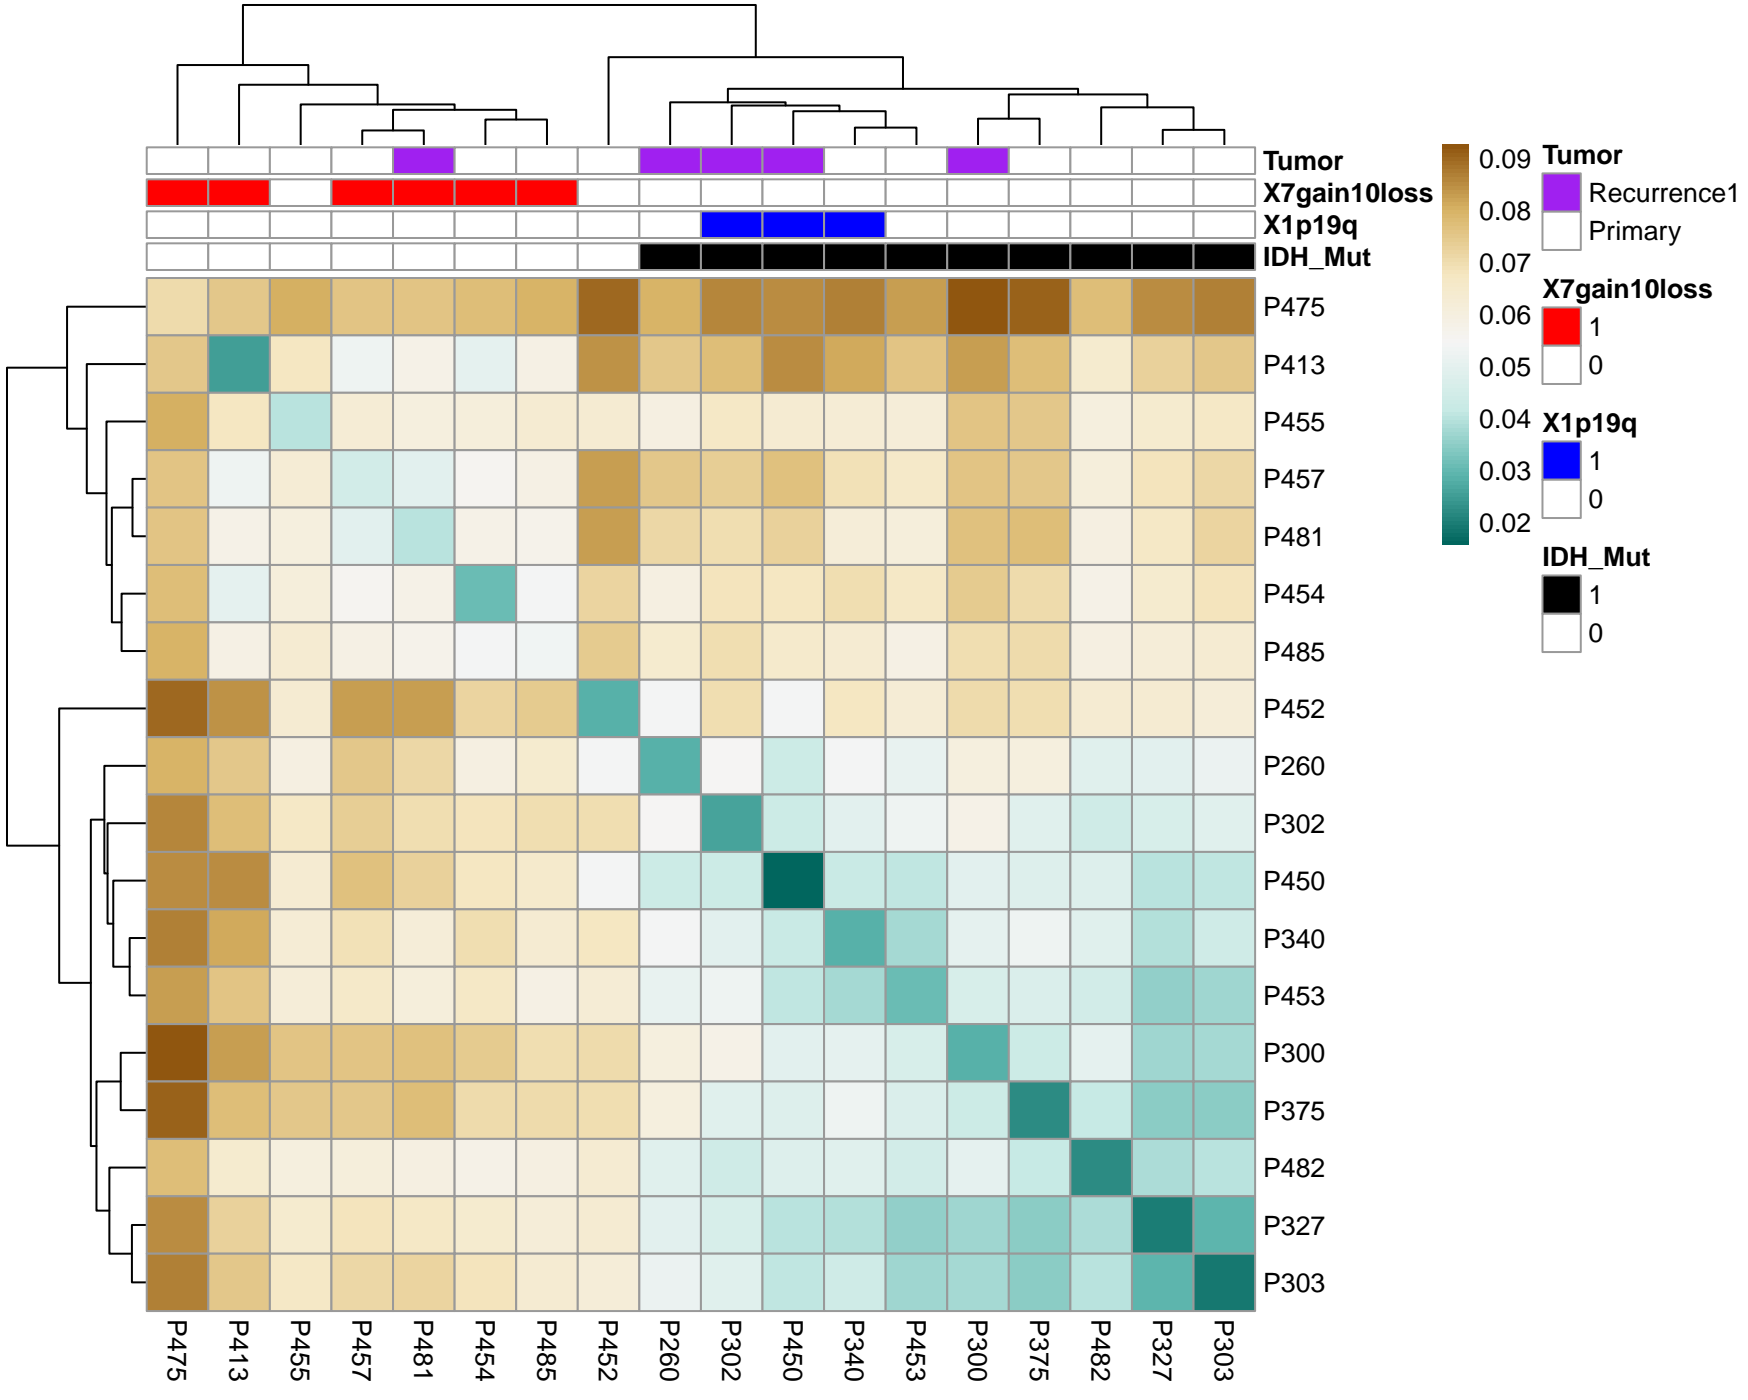 Tumor
X7gain10loss
X1p19q
IDH_Mut
P475
P413
P455
P457
P481
P454
P485
P452
P260
P302
P450
P340
P453
P300
P375
P482
P327
P303
P475
P413
P455
P457
P481
P454
P485
P452
P260
P302
P450
P340
P453
P300
P375
P482
P327
P303
0.09
0.08
0.07
0.06
0.05
0.04
0.03
0.02
Tumor
Recurrence1
Primary
X7gain10loss
1
0
X1p19q
1
0
IDH_Mut
1
0